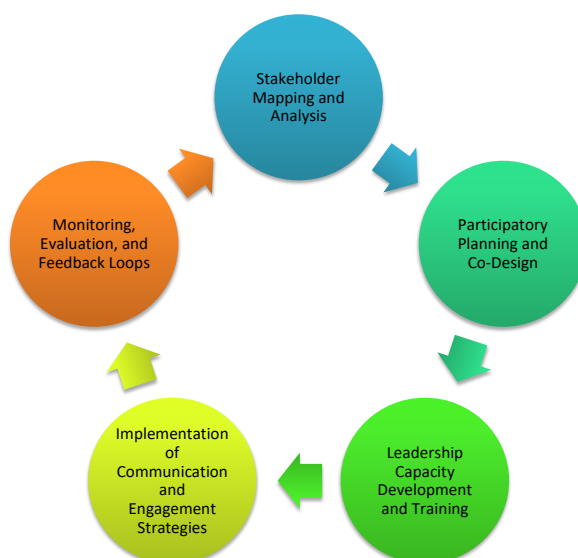 Stakeholder
Mapping and
Analysis
Participatory
Planning and
Co-Design
Leadership
Capacity
Development
and Training
Implementation
of
Communication
and
Engagement
Strategies
Monitoring,
Evaluation, and
Feedback Loops